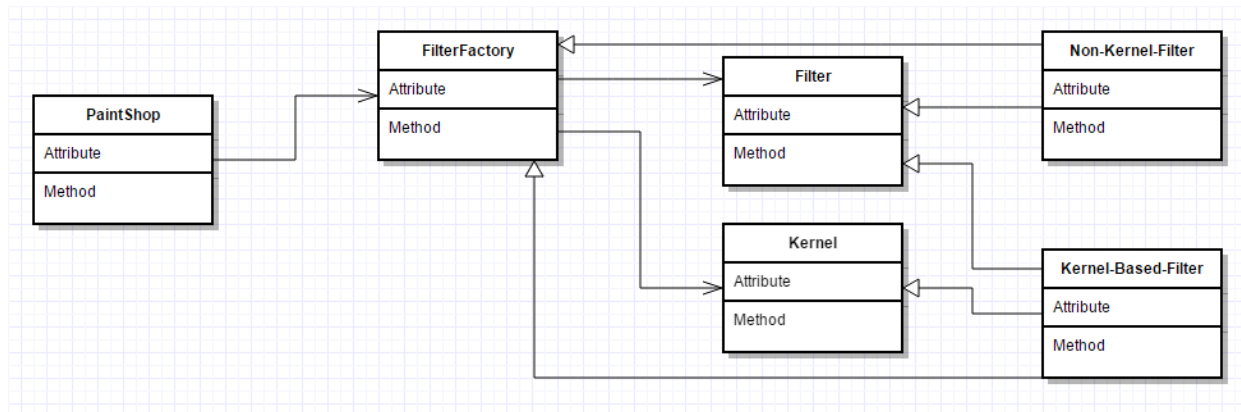 PaintShop
Attribute
Method
FilterFactory
Attribute
Method
Filter
Attribute
Method
Kernel
Attribute
Method
Non-Kernel-Filter
Attribute
Method
Kernel-Based-Filter
Attribute
Method